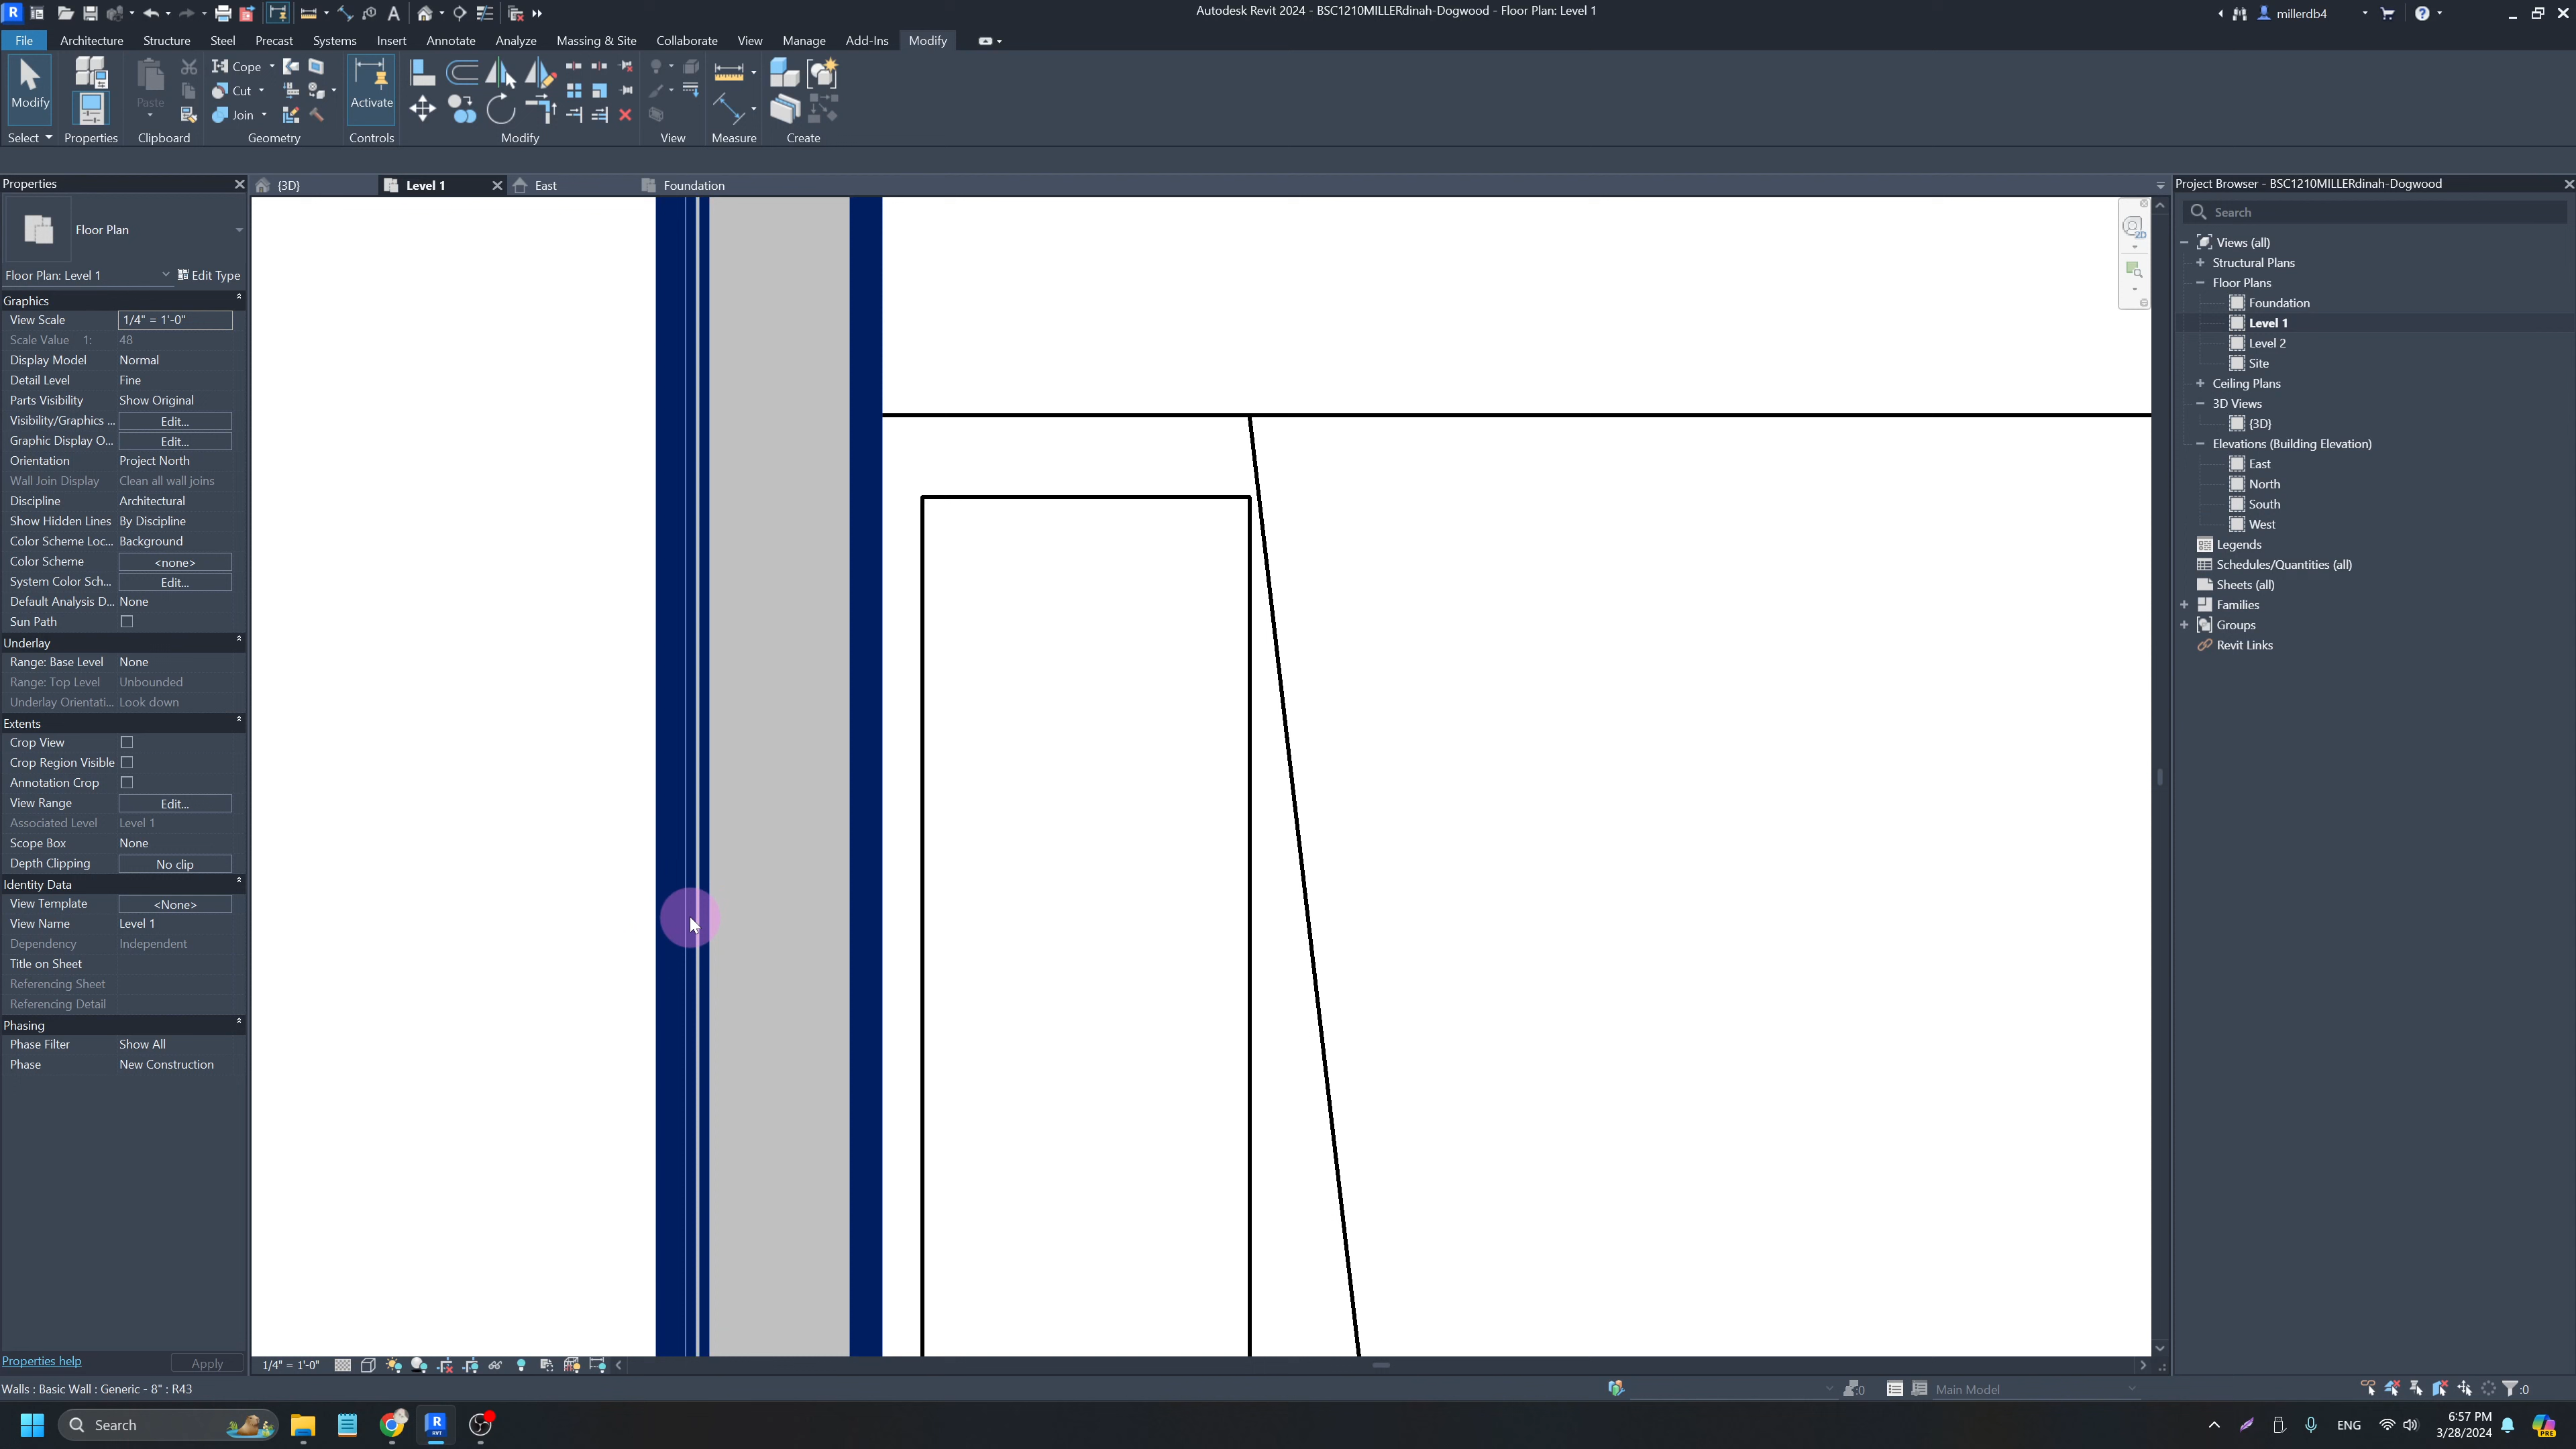 Autodesk Revit 2024 - BSC1210MILLERdinah-Dogwood - Floor Plan: Level 1
millerdb4
File Architecture Structure Steel Precast Systems Insert Annotate Analyze Massing & Site Collaborate View Manage Add-Ins Modify
Modify Paste Cope Cut Join Activate
Select Properties Clipboard Geometry Controls Modify View Measure Create
Properties
{3D} Level 1 East Foundation
Project Browser - BSC1210MILLERdinah-Dogwood
Floor Plan
Floor Plan: Level 1 Edit Type
Graphics
View Scale 1/4" = 1'-0"
Scale Value 1: 48
Display Model Normal
Detail Level Fine
Parts Visibility Show Original
Visibility/Graphics ... Edit...
Graphic Display O... Edit...
Orientation Project North
Wall Join Display Clean all wall joins
Discipline Architectural
Show Hidden Lines By Discipline
Color Scheme Loc... Background
Color Scheme <none>
System Color Sch... Edit...
Default Analysis D... None
Sun Path
Underlay
Range: Base Level None
Range: Top Level Unbounded
Underlay Orientati... Look down
Extents
Crop View
Crop Region Visible
Annotation Crop
View Range Edit...
Associated Level Level 1
Scope Box None
Depth Clipping No clip
Identity Data
View Template <None>
View Name Level 1
Dependency Independent
Title on Sheet
Referencing Sheet
Referencing Detail
Phasing
Phase Filter Show All
Phase New Construction
Properties help Apply
2D
Search
Views (all)
Structural Plans
Floor Plans
Foundation
Level 1
Level 2
Site
Ceiling Plans
3D Views
{3D}
Elevations (Building Elevation)
East
North
South
West
Legends
Schedules/Quantities (all)
Sheets (all)
Families
Groups
Revit Links
1/4" = 1'-0"
Walls : Basic Wall : Generic - 8" : R43
:0 Main Model :0
Search
ENG 6:57 PM
3/28/2024